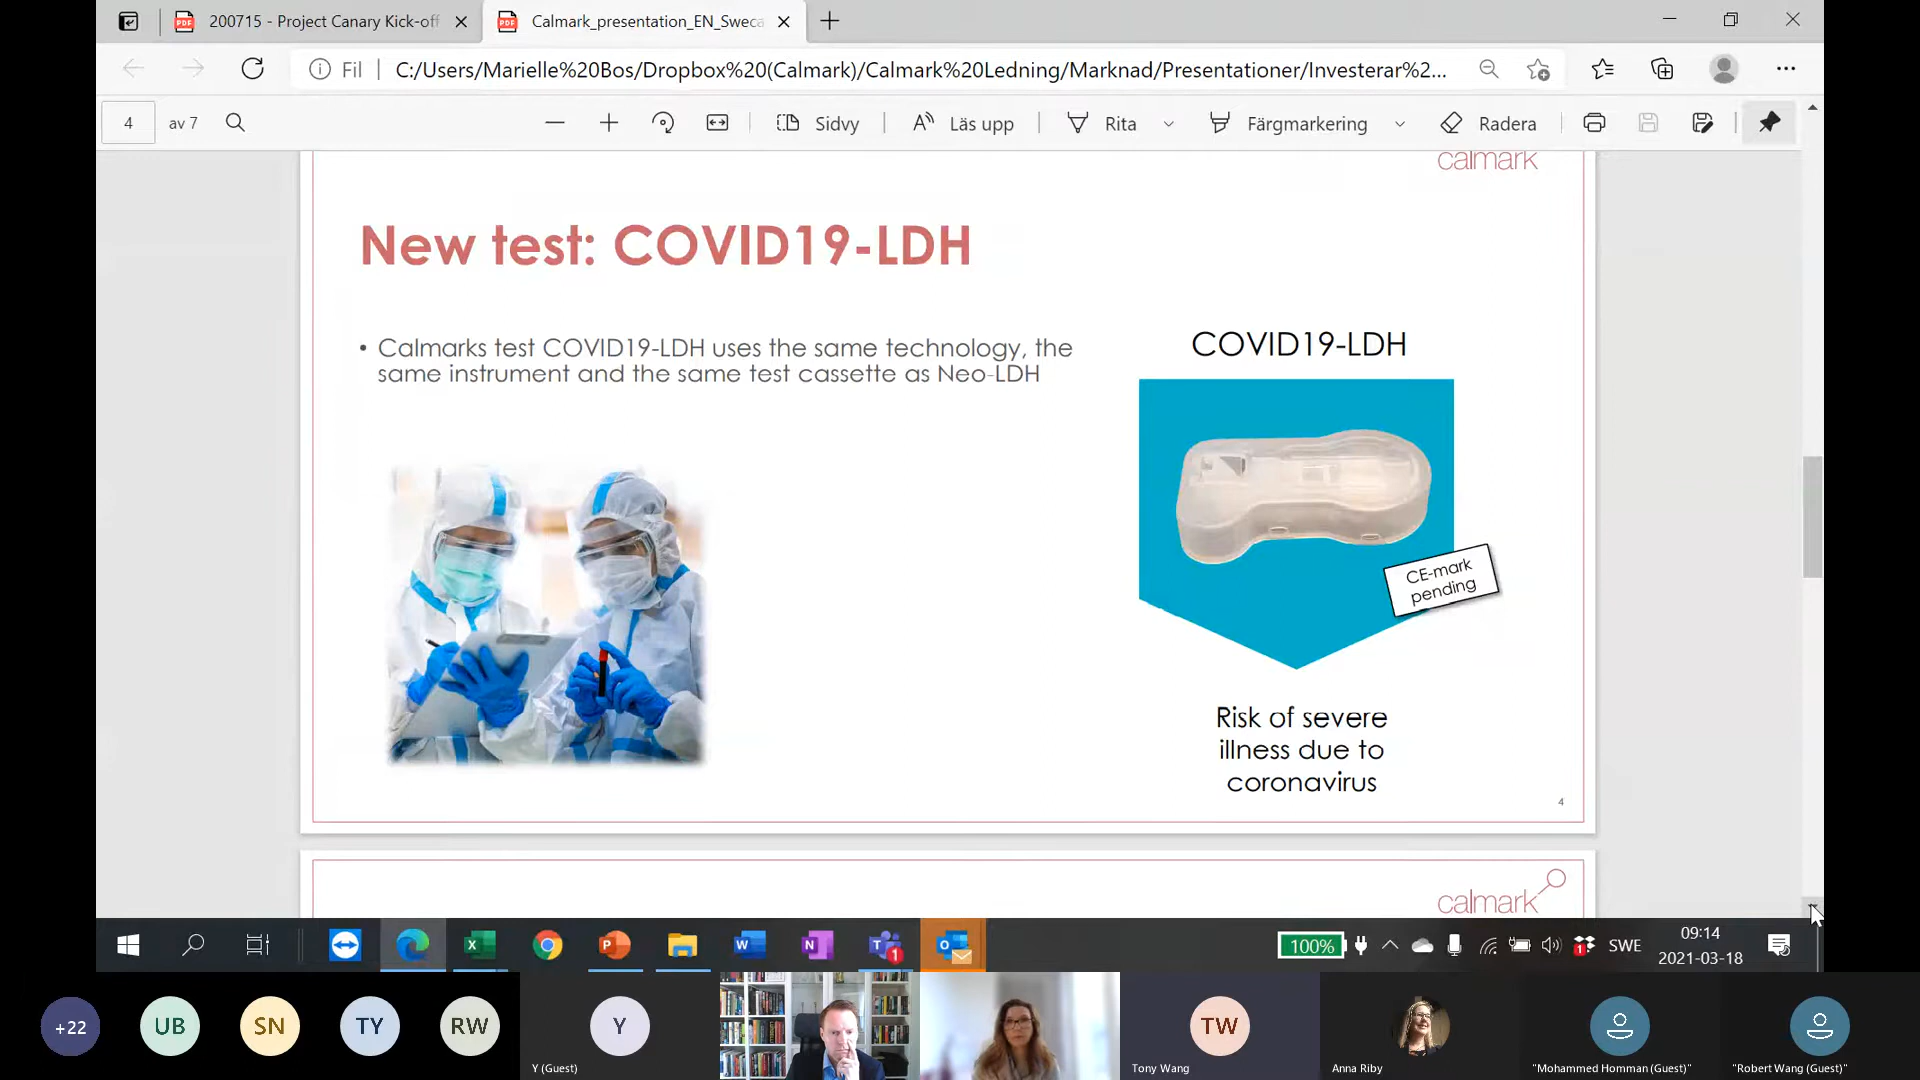 200715 - Project Canary Kick-off
Calmark_presentation_EN_Sweca
Fil
C:/Users/Marielle%20Bos/Dropbox%20(Calmark)/Calmark%20Ledning/Marknad/Presentationer/Investerar%2...
4
av 7
Sidvy
Läs upp
Rita
Färgmarkering
Radera
calmark
New test: COVID19-LDH
• Calmarks test COVID19-LDH uses the same technology, the
same instrument and the same test cassette as Neo-LDH
COVID19-LDH
CE-mark
pending
Risk of severe
illness due to
coronavirus
4
calmark
100%
SWE
09:14
2021-03-18
+22
UB
SN
TY
RW
Y
Y (Guest)
TW
Tony Wang
Anna Riby
"Mohammed Homman (Guest)"
"Robert Wang (Guest)"